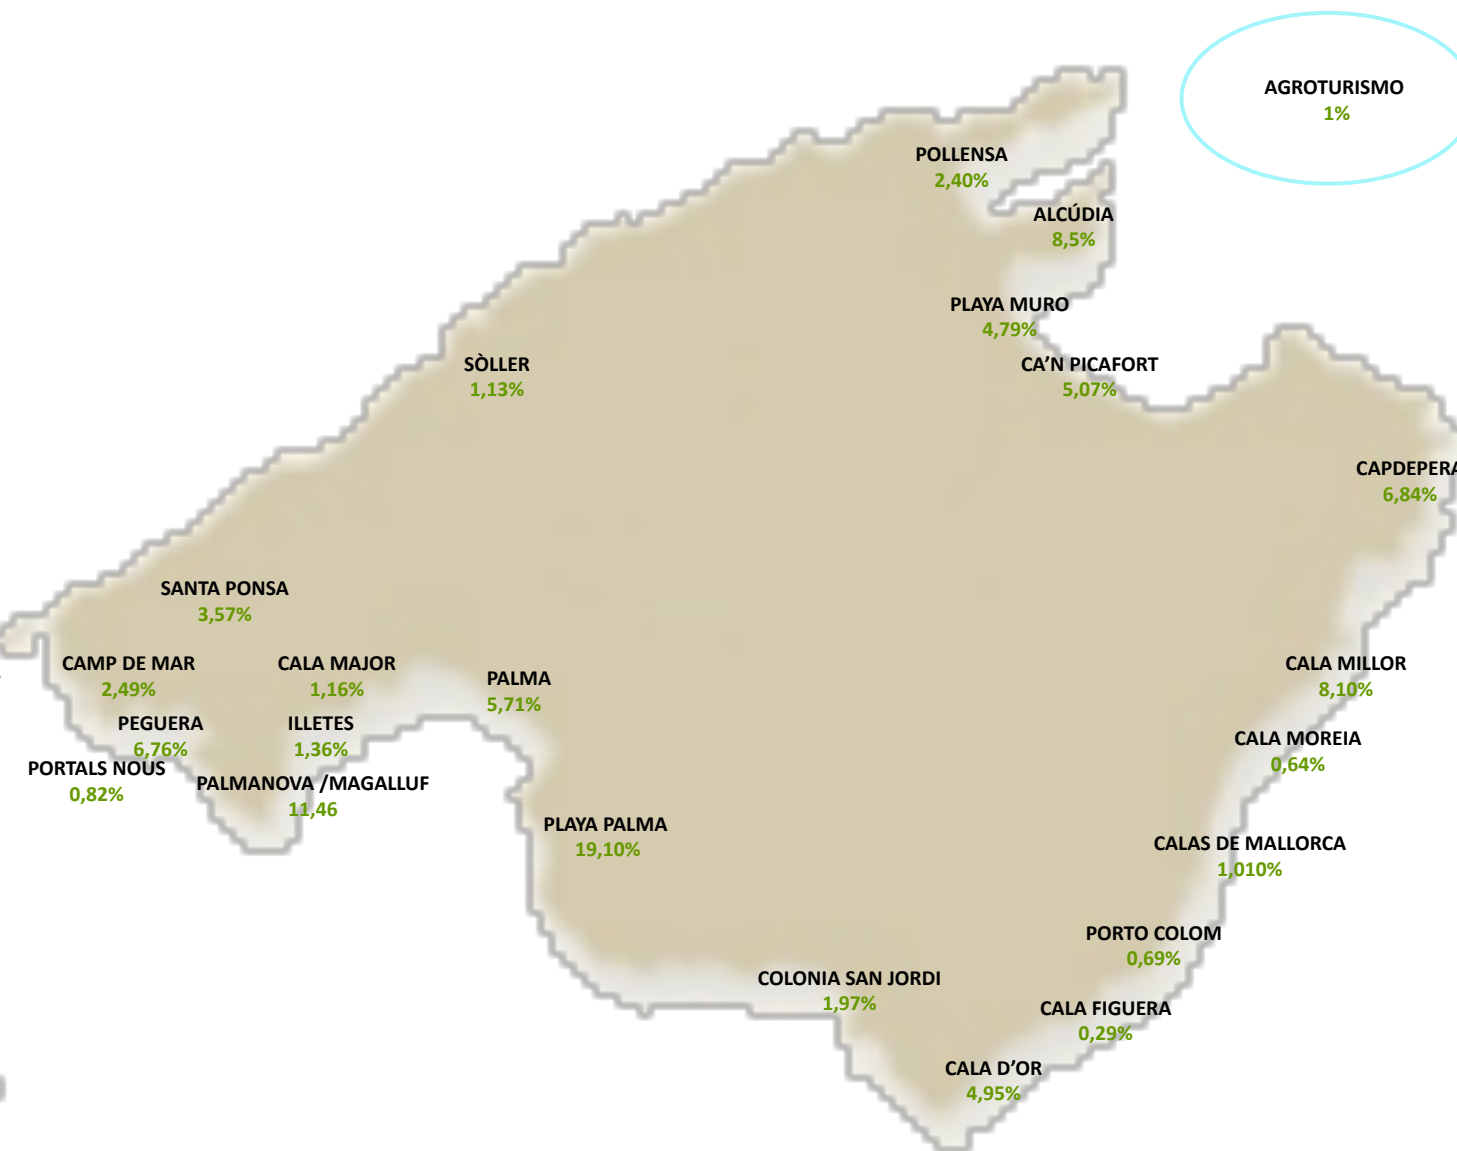 AGROTURISMO
1%
POLLENSA
2,40%
ALCÚDIA
8,5%
PLAYA MURO
4,79%
SÒLLER
1,13%
CA’N PICAFORT
5,07%
CAPDEPERA
6,84%
SANTA PONSA
3,57%
CAMP DE MAR
2,49%
CALA MAJOR
1,16%
PALMA
5,71%
CALA MILLOR
8,10%
PEGUERA
6,76%
ILLETES
1,36%
CALA MOREIA
0,64%
PORTALS NOUS
0,82%
PALMANOVA /MAGALLUF
11,46
PLAYA PALMA
19,10%
CALAS DE MALLORCA
1,010%
PORTO COLOM
0,69%
COLONIA SAN JORDI
1,97%
CALA FIGUERA
0,29%
CALA D’OR
4,95%